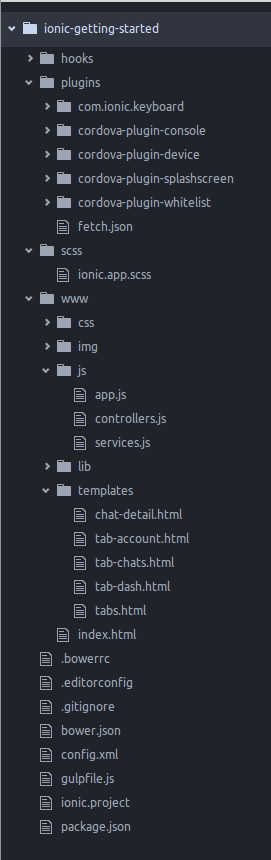 ionic-getting-started
hooks
plugins
com.ionic.keyboard
cordova-plugin-console
cordova-plugin-device
cordova-plugin-splashscreen
cordova-plugin-whitelist
fetch.json
scss
ionic.app.scss
www
css
img
js
app.js
controllers.js
services.js
lib
templates
chat-detail.html
tab-account.html
tab-chats.html
tab-dash.html
tabs.html
index.html
.bowerrc
.editorconfig
.gitignore
bower.json
config.xml
gulpfile.js
ionic.project
package.json